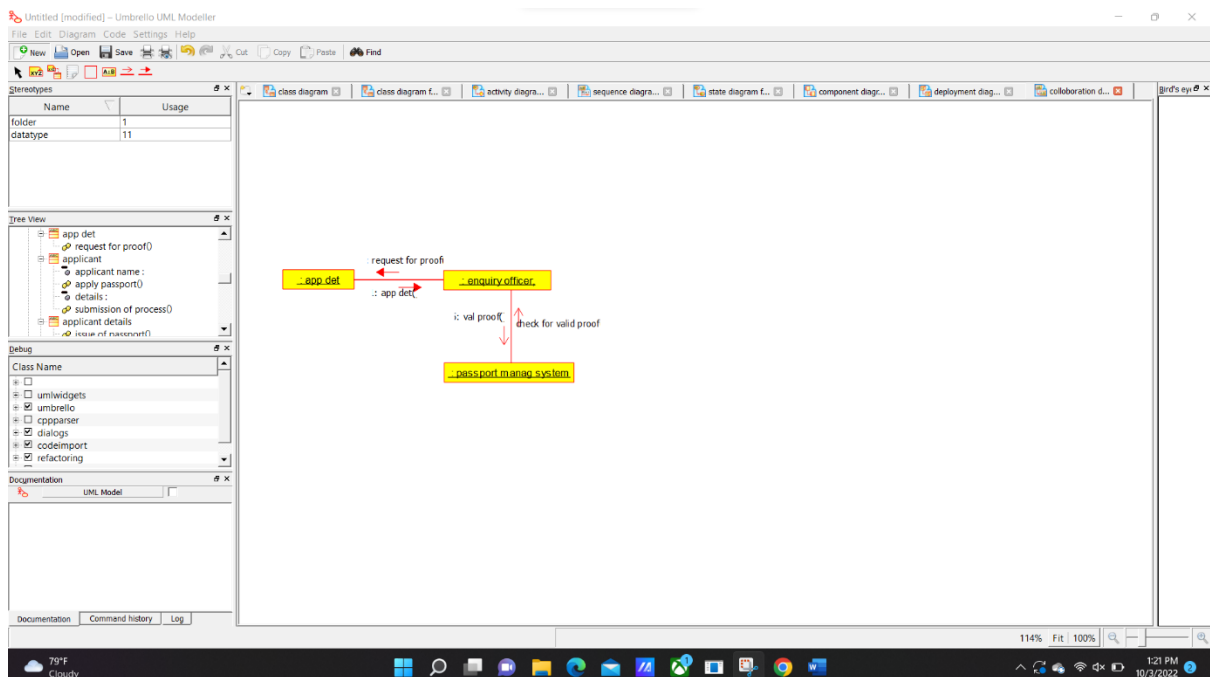 Untitled [modified] – Umbrello UML Modeller
File Edit Diagram Code Settings Help
New Open Save Cut Copy Paste Find
Stereotypes
Name Usage
folder 1
datatype 11
Tree View
app det
request for proof()
applicant
applicant name :
apply passport()
details :
submission of process()
applicant details
issue of passport()
Debug
Class Name
umlwidgets
umbrello
cppparser
dialogs
codeimport
refactoring
Documentation
UML Model
Documentation Command history Log
class diagram class diagram f... activity diagra... sequence diagra... state diagram f... component diagr... deployment diag... colloboration d...
Bird's eye
: request for proof(
: app det
: enquiry officer
.: app det(
: val proof(
check for valid proof
: passport manag system
114% Fit 100%
79°F
Cloudy
1:21 PM
10/3/2022
2